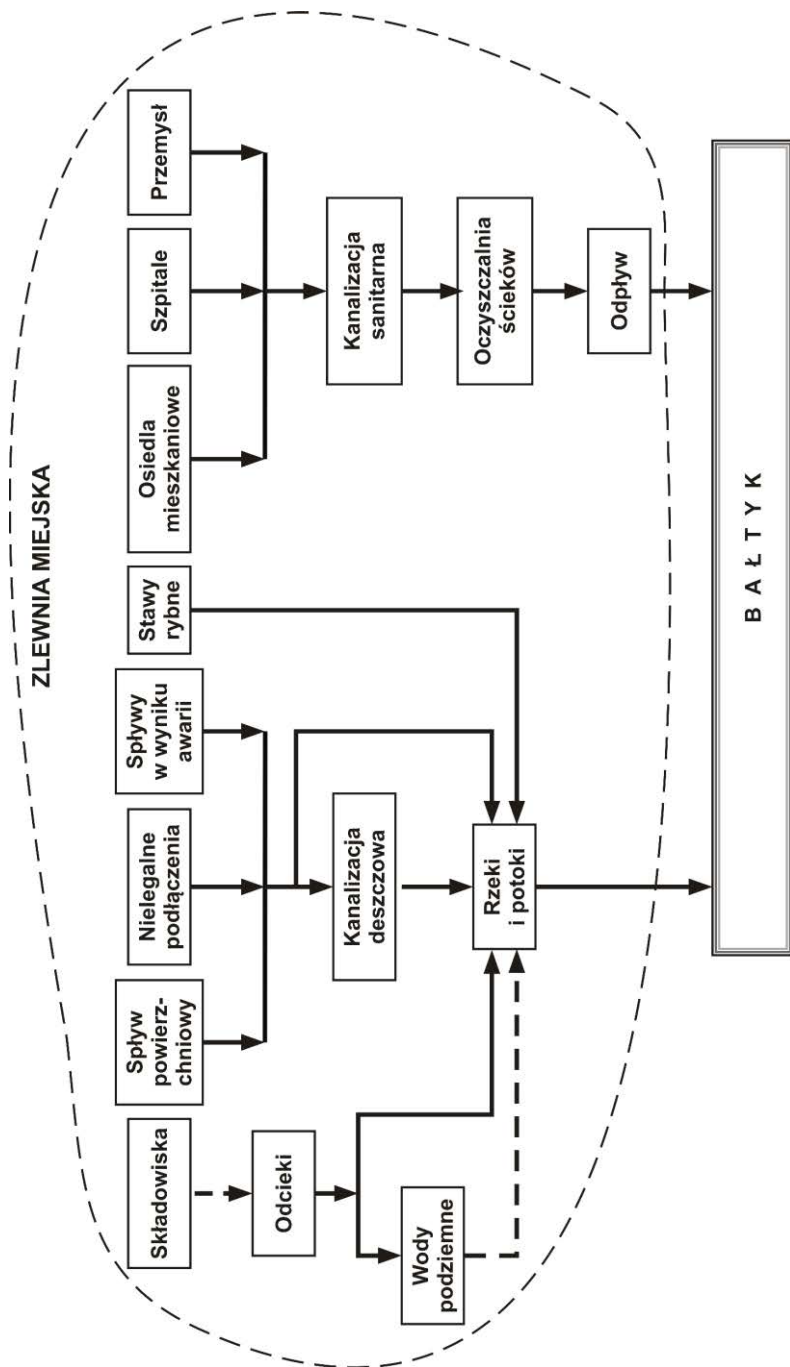 ZLEWNIA MIEJSKA
Składowiska
Spływ
powierz-
chniowy
Nielegalne
podłączenia
Spływy
w wyniku
awarii
Stawy
rybne
Osiedla
mieszkaniowe
Szpitale
Przemysł
Odcieki
Wody
podziemne
Kanalizacja
deszczowa
Rzeki
i potoki
Kanalizacja
sanitarna
Oczyszczalnia
ścieków
Odpływ
BAŁTYK